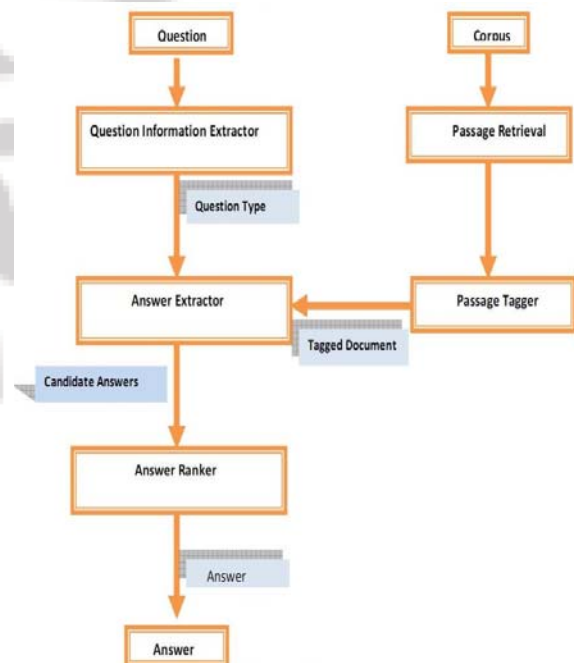 Question
Corpus
Question Information Extractor
Passage Retrieval
Question Type
Answer Extractor
Passage Tagger
Tagged Document
Candidate Answers
Answer Ranker
Answer
Answer